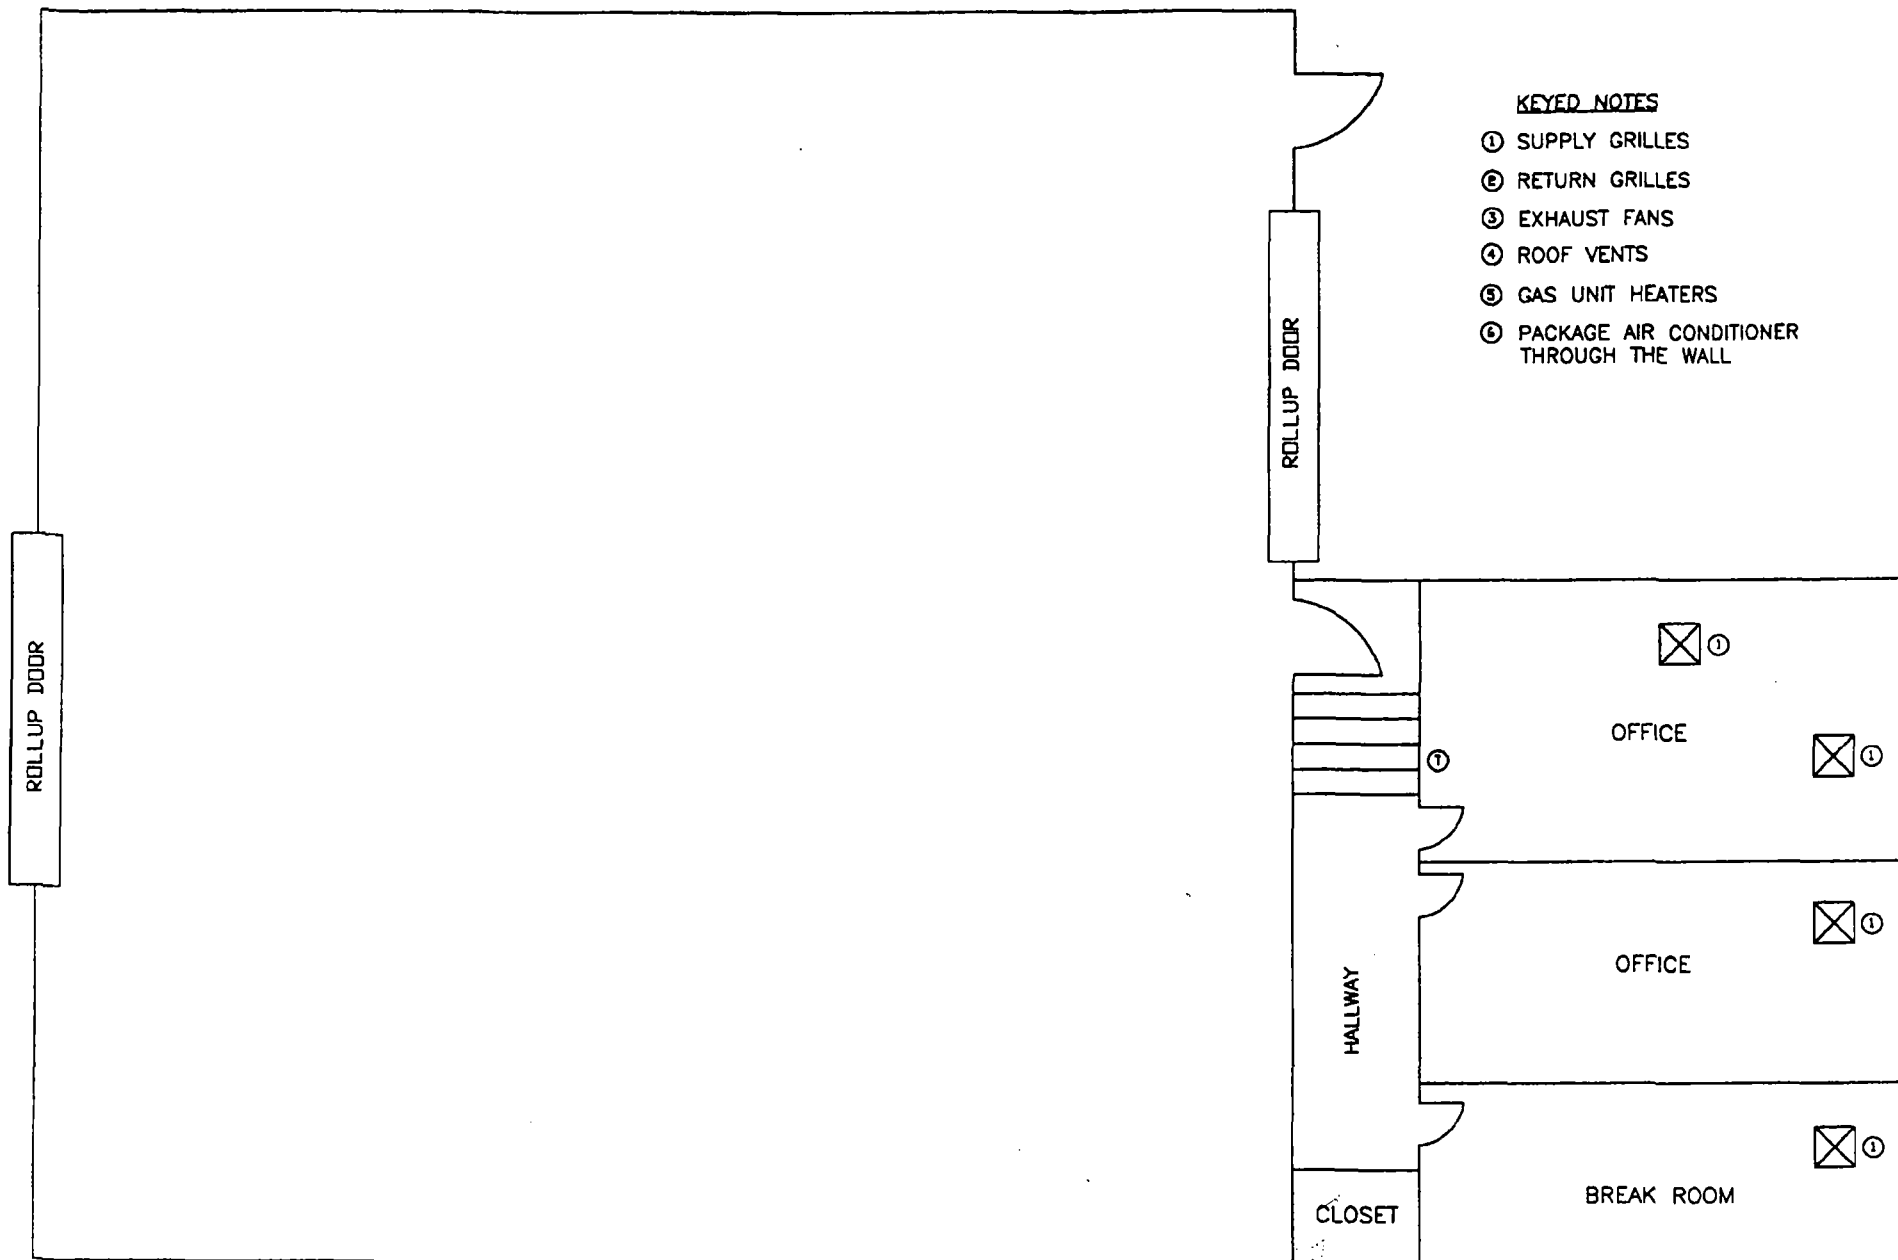 KEYED NOTES
① SUPPLY GRILLES
② RETURN GRILLES
③ EXHAUST FANS
④ ROOF VENTS
⑤ GAS UNIT HEATERS
⑥ PACKAGE AIR CONDITIONER
THROUGH THE WALL
ROLLUP DOOR
ROLLUP DOOR
①
OFFICE
①
⑦
①
OFFICE
HALLWAY
①
BREAK ROOM
CLOSET